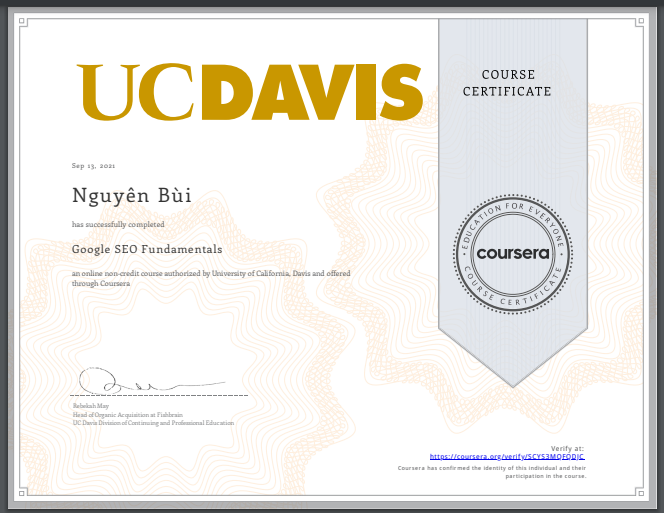 UCDAVIS
COURSE
CERTIFICATE
Sep 13, 2021
Nguyên Bùi
has successfully completed
Google SEO Fundamentals
an online non-credit course authorized by University of California, Davis and offered
through Coursera
EDUCATION FOR EVERYONE
coursera
COURSE CERTIFICATE
Rebekah May
Head of Organic Acquisition at Fishbrain
UC Davis Division of Continuing and Professional Education
Verify at:
https://coursera.org/verify/SCYS3MQFQDJC
Coursera has confirmed the identity of this individual and their
participation in the course.